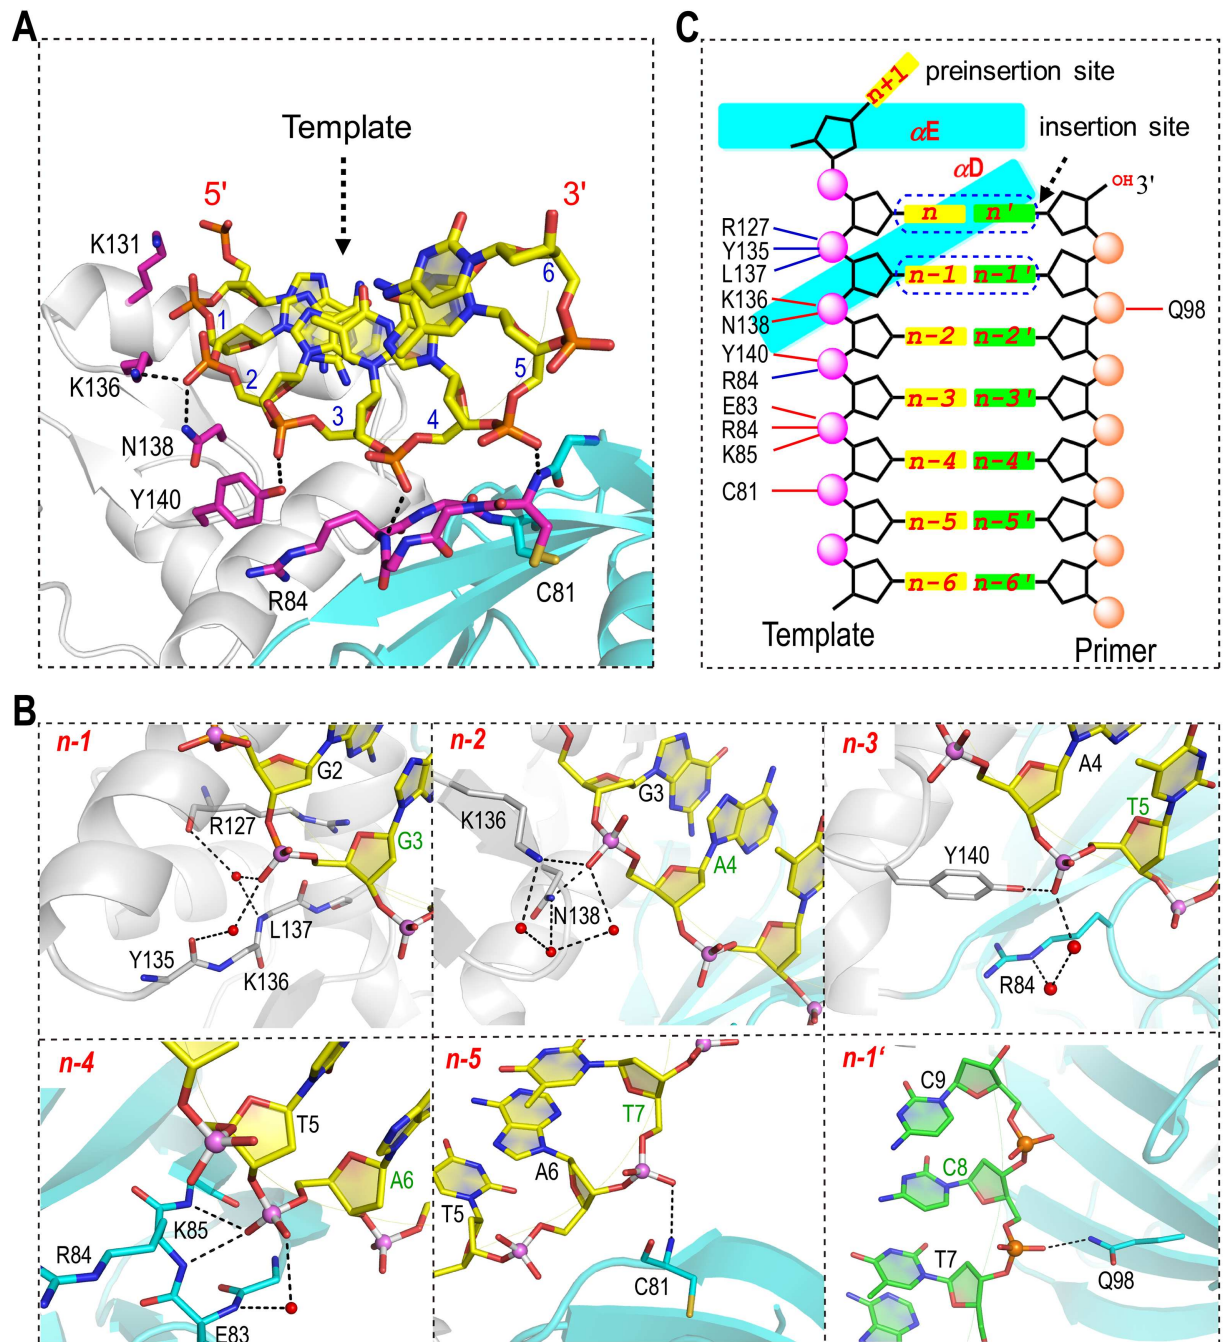 A
Template
5'
3'
K131
K136
N138
Y140
R84
C81
1
2
3
4
5
6
C
n+1
preinsertion site
αE
insertion site
αD
OH 3'
n n'
R127
Y135
L137
n-1 n-1'
K136
N138
Q98
n-2 n-2'
Y140
R84
n-3 n-3'
E83
R84
K85
n-4 n-4'
C81
n-5 n-5'
n-6 n-6'
Template
Primer
B
n-1
G2
R127
G3
L137
Y135
K136
n-2
G3
K136
A4
N138
n-3
A4
T5
Y140
R84
n-4
T5
A6
K85
R84
E83
n-5
T7
A6
T5
C81
n-1‘
C9
C8
T7
Q98